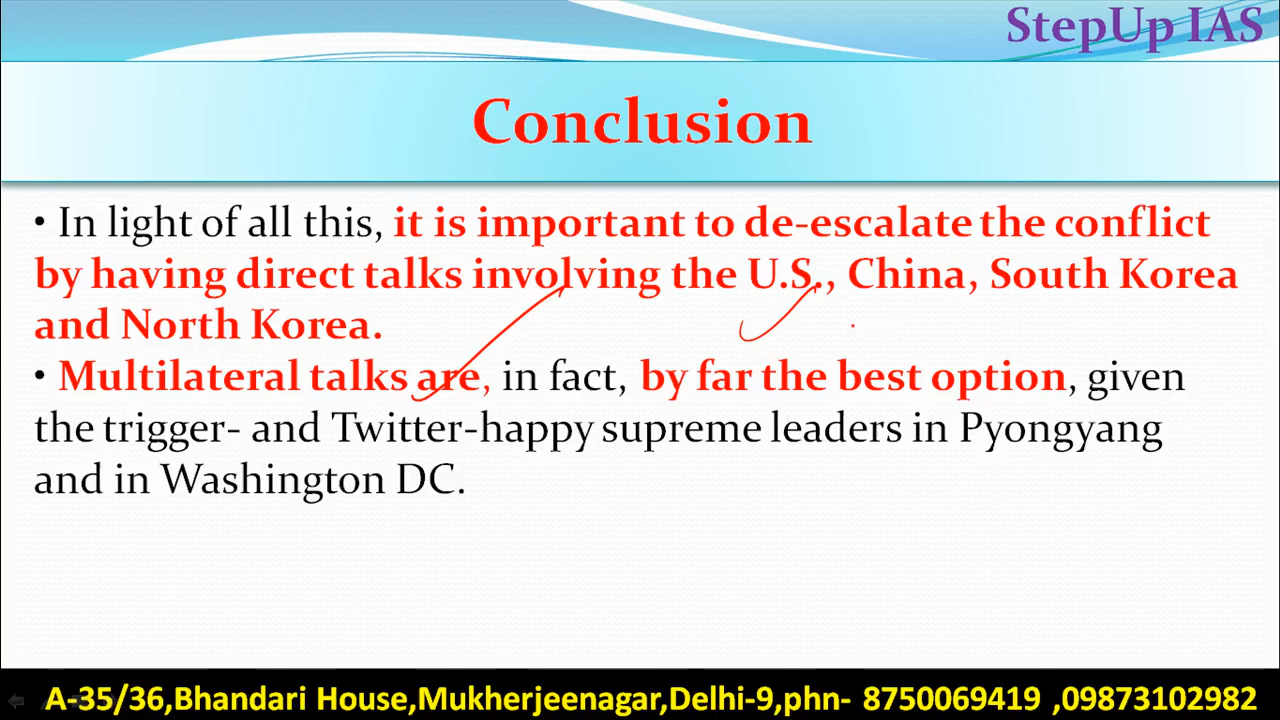 StepUp IAS
Conclusion
• In light of all this, it is important to de-escalate the conflict
by having direct talks involving the U.S., China, South Korea
and North Korea.
• Multilateral talks are, in fact, by far the best option, given
the trigger- and Twitter-happy supreme leaders in Pyongyang
and in Washington DC.
A-35/36,Bhandari House,Mukherjeenagar,Delhi-9,phn- 8750069419 ,09873102982